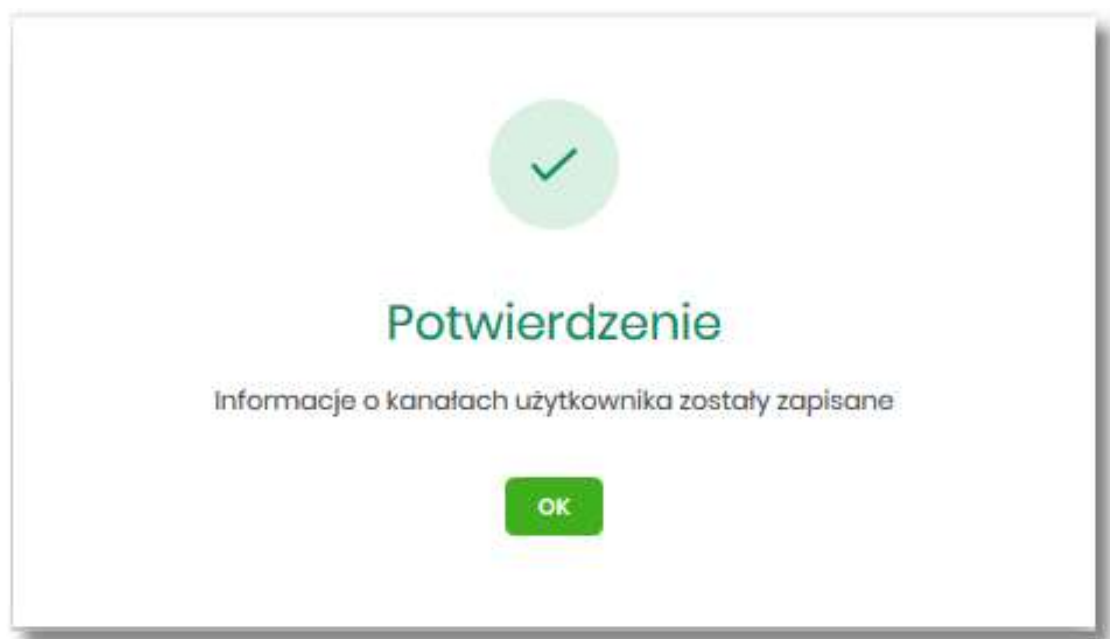 Potwierdzenie
Informacje o kanałach użytkownika zostały zapisane
OK